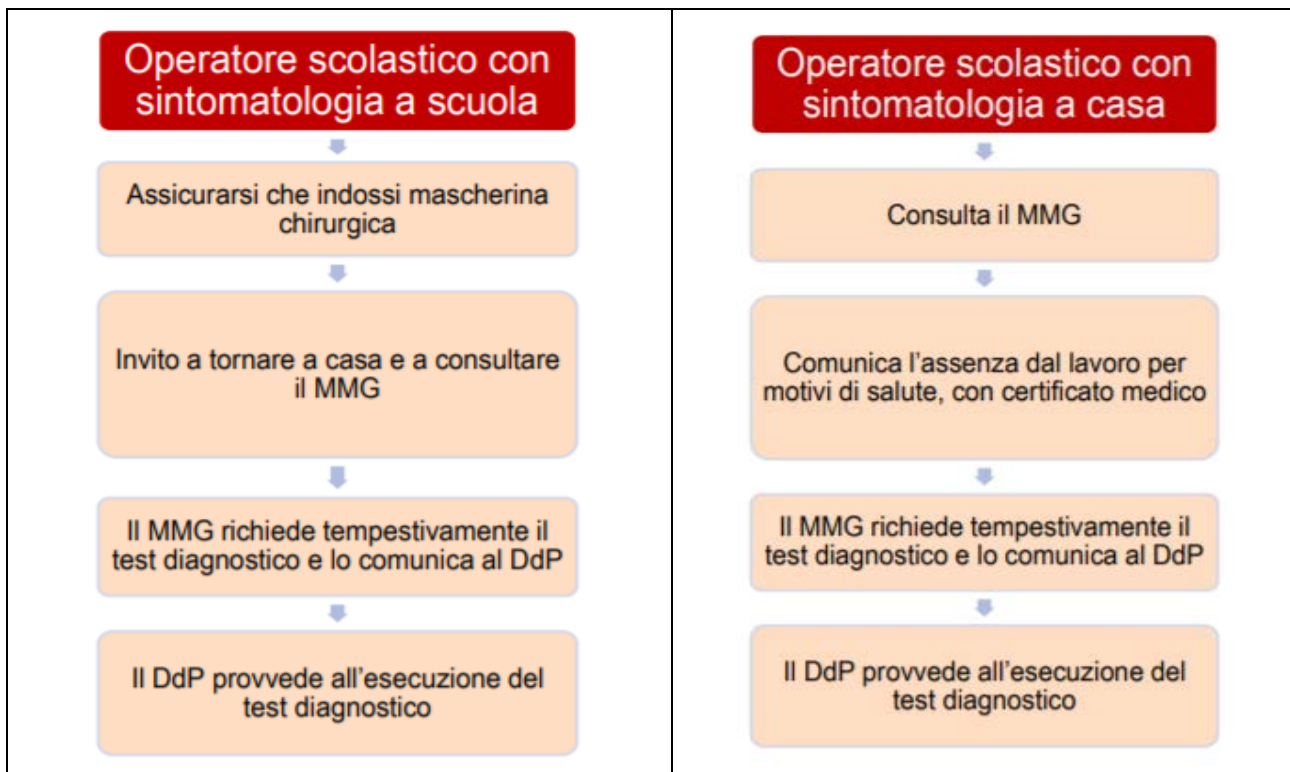 Operatore scolastico con
sintomatologia a scuola
Assicurarsi che indossi mascherina
chirurgica
Invito a tornare a casa e a consultare
il MMG
Il MMG richiede tempestivamente il
test diagnostico e lo comunica al DdP
Il DdP provvede all’esecuzione del
test diagnostico
Operatore scolastico con
sintomatologia a casa
Consulta il MMG
Comunica l’assenza dal lavoro per
motivi di salute, con certificato medico
Il MMG richiede tempestivamente il
test diagnostico e lo comunica al DdP
Il DdP provvede all’esecuzione del
test diagnostico